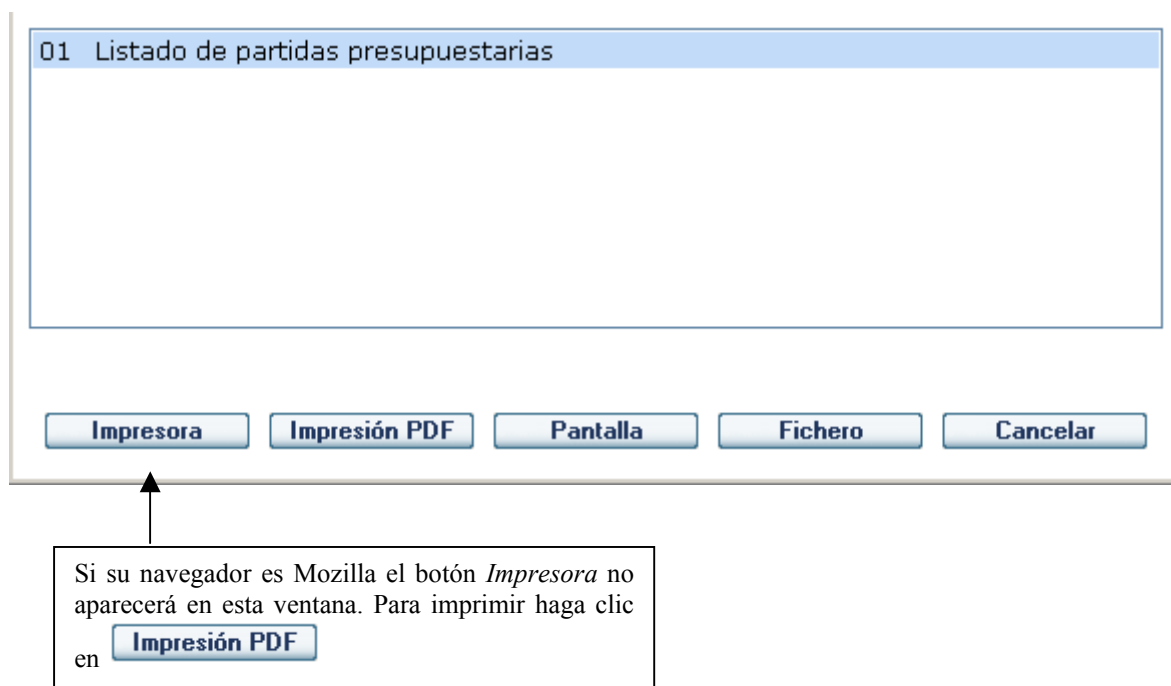 01 Listado de partidas presupuestarias
Impresora Impresión PDF Pantalla Fichero Cancelar
Si su navegador es Mozilla el botón Impresora no
aparecerá en esta ventana. Para imprimir haga clic
en Impresión PDF